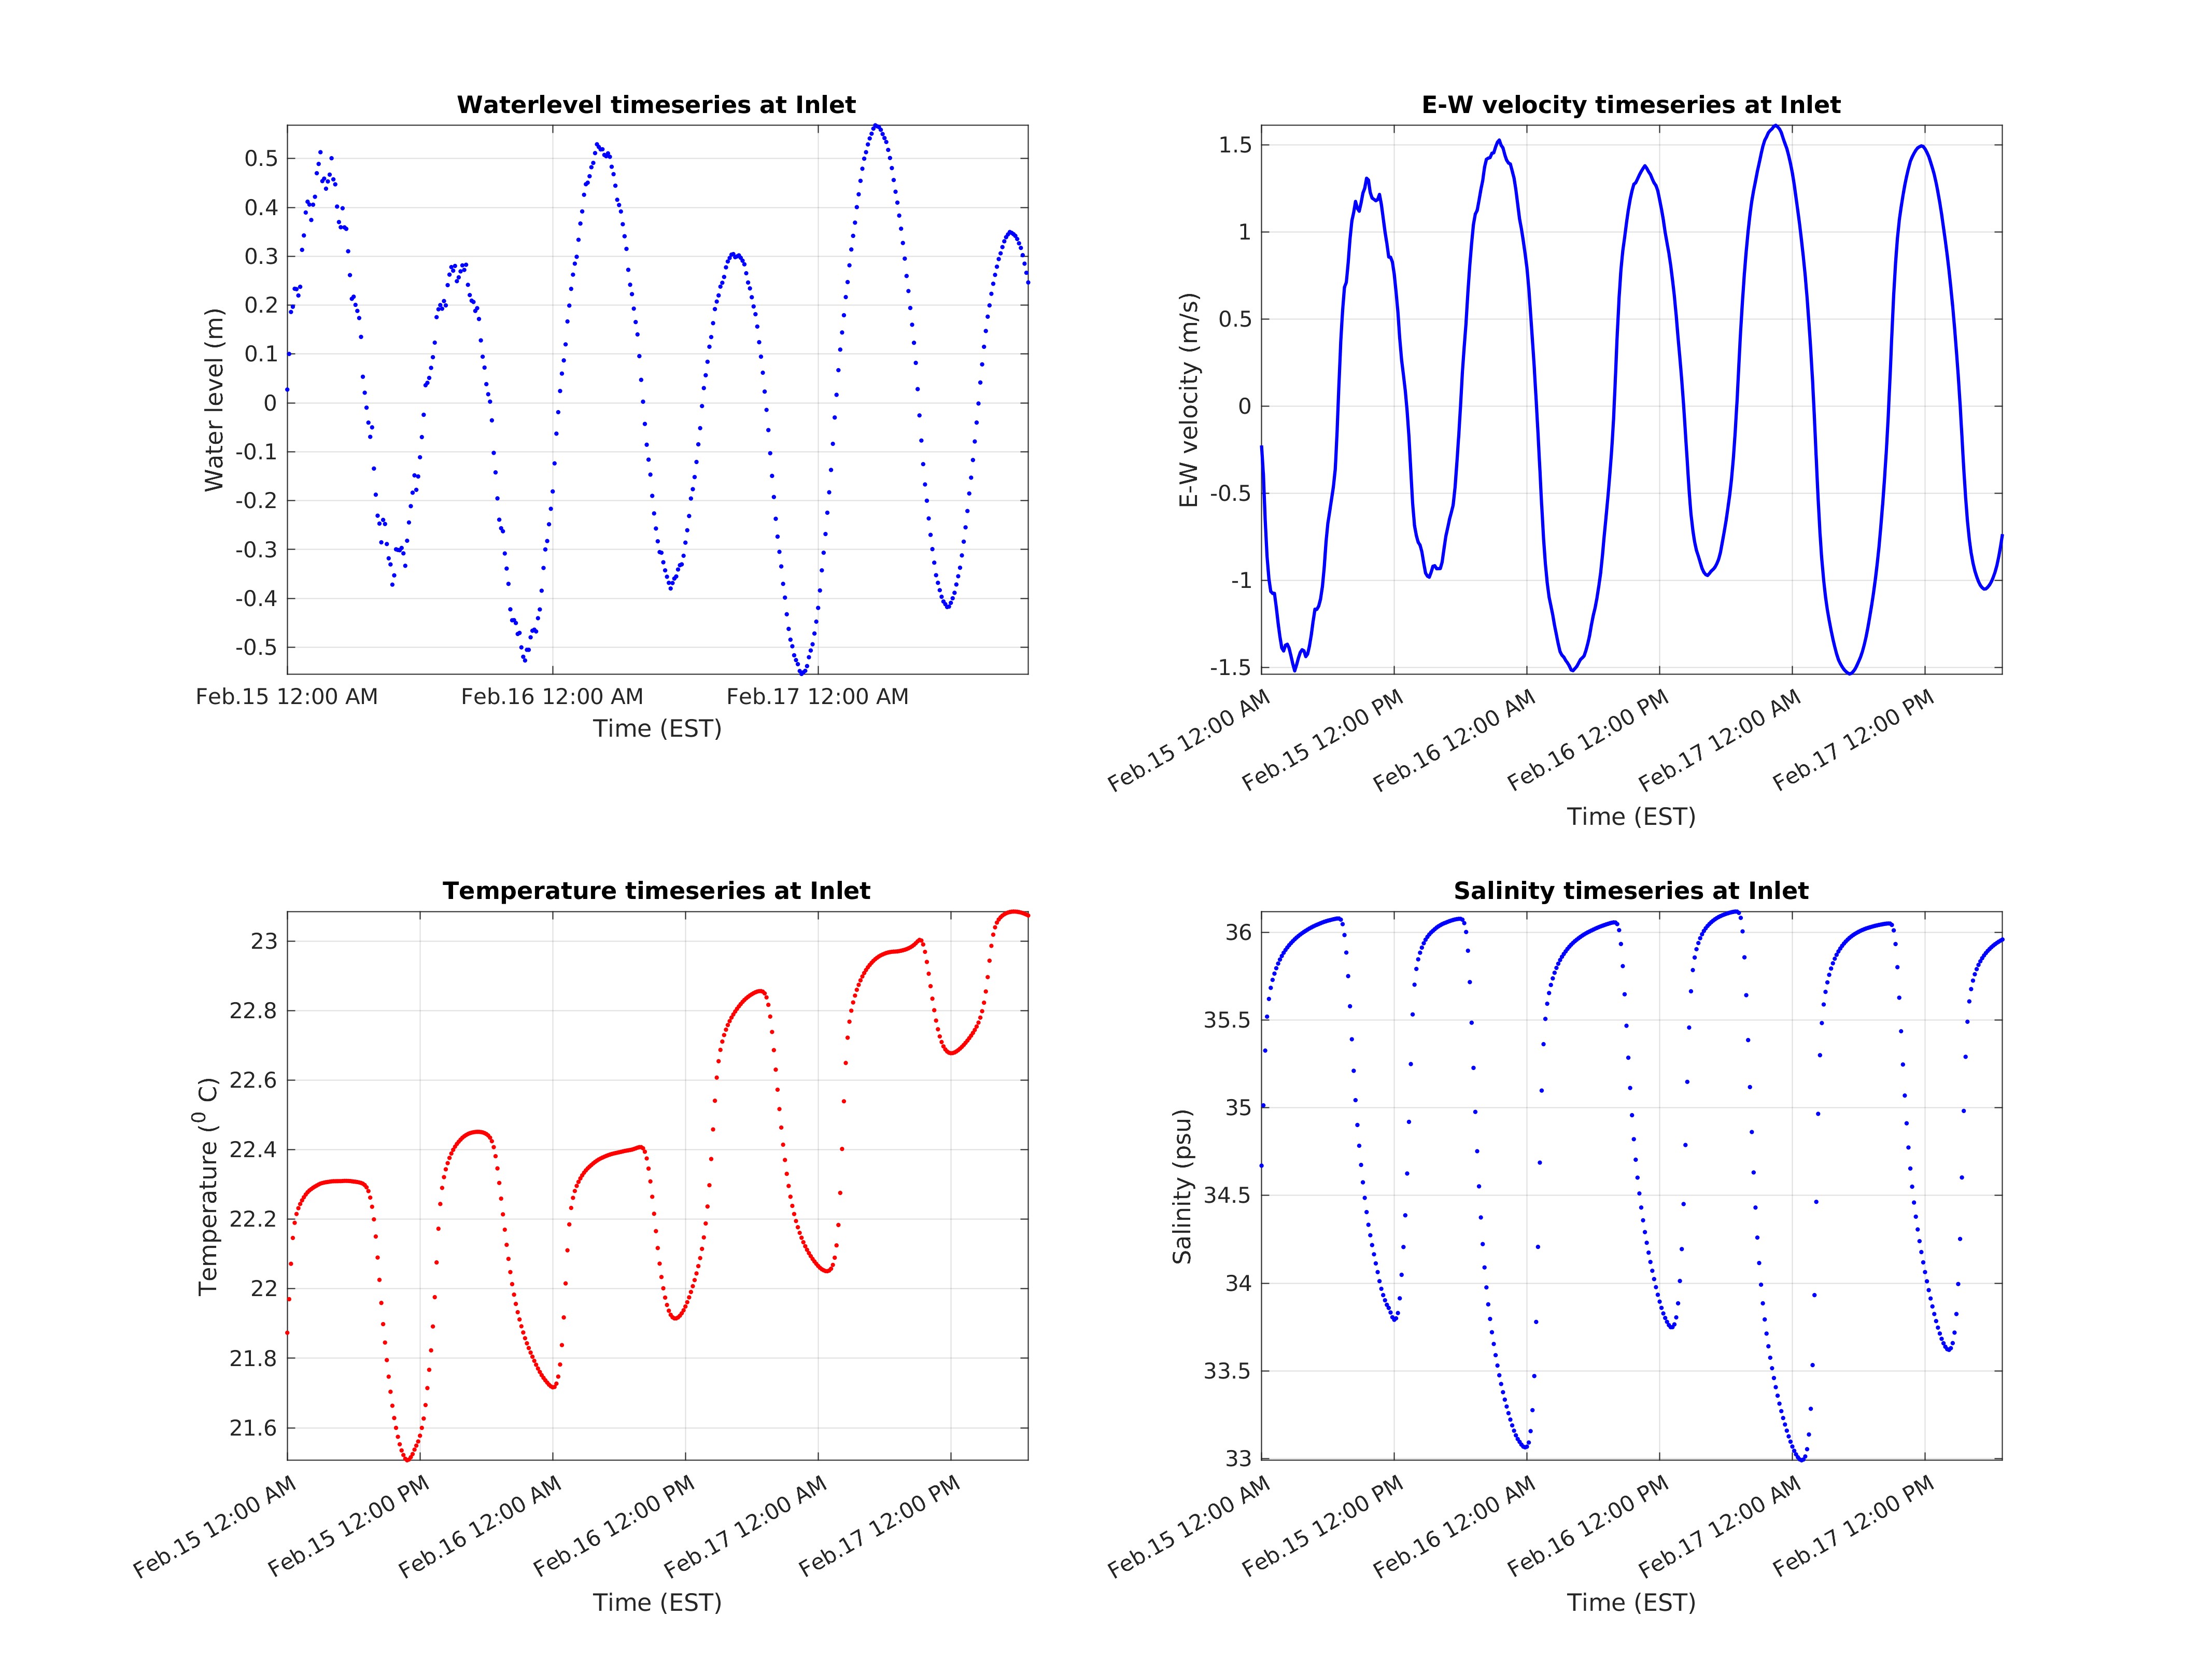 Waterlevel timeseries at Inlet
0.5
0.4
0.3
0.2
0.1
0
-0.1
-0.2
-0.3
-0.4
-0.5
Water level (m)
Feb.15 12:00 AM
Feb.16 12:00 AM
Feb.17 12:00 AM
Time (EST)
E-W velocity timeseries at Inlet
1.5
1
0.5
0
-0.5
-1
-1.5
E-W velocity (m/s)
Feb.15 12:00 AM
Feb.15 12:00 PM
Feb.16 12:00 AM
Feb.16 12:00 PM
Feb.17 12:00 AM
Feb.17 12:00 PM
Time (EST)
Temperature timeseries at Inlet
23
22.8
22.6
22.4
22.2
22
21.8
21.6
Temperature (⁰ C)
Feb.15 12:00 AM
Feb.15 12:00 PM
Feb.16 12:00 AM
Feb.16 12:00 PM
Feb.17 12:00 AM
Feb.17 12:00 PM
Time (EST)
Salinity timeseries at Inlet
36
35.5
35
34.5
34
33.5
33
Salinity (psu)
Feb.15 12:00 AM
Feb.15 12:00 PM
Feb.16 12:00 AM
Feb.16 12:00 PM
Feb.17 12:00 AM
Feb.17 12:00 PM
Time (EST)